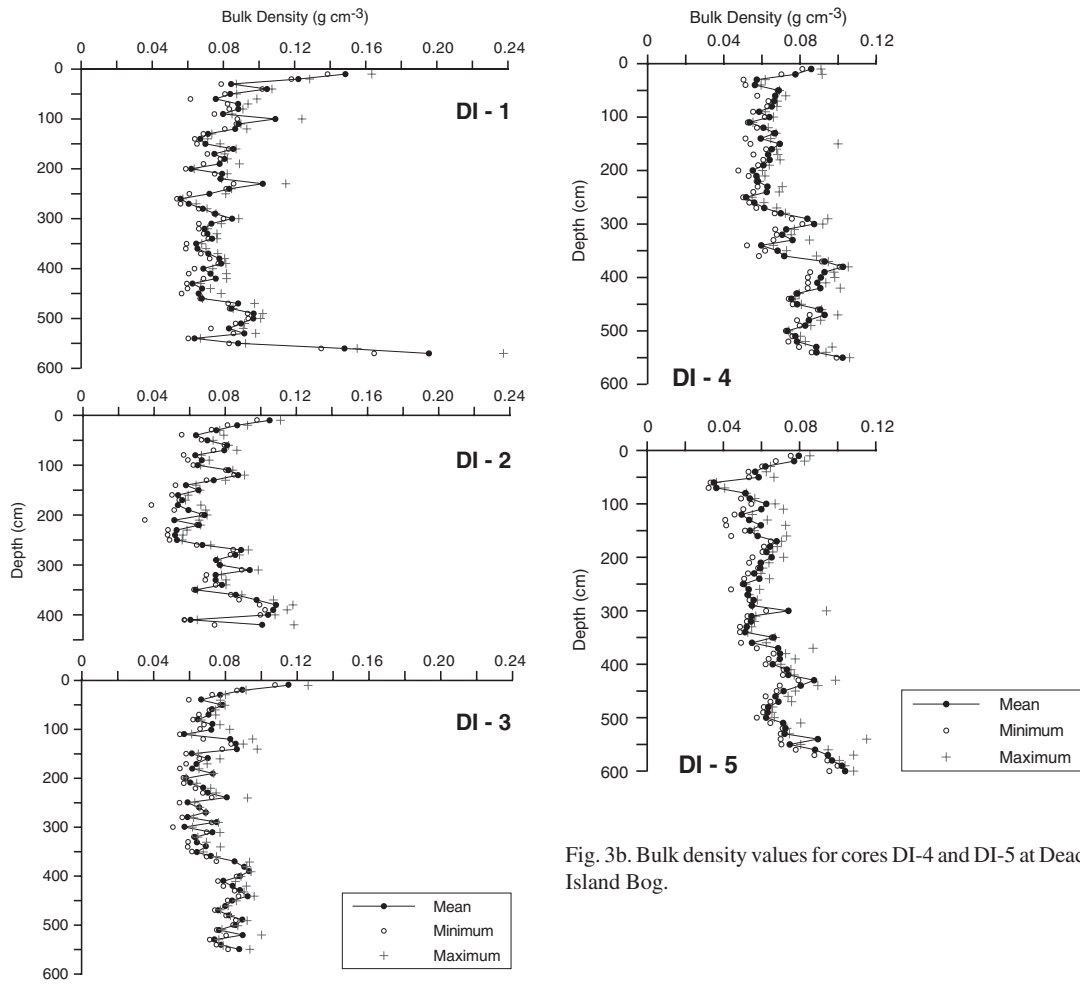 Bulk Density (g cm-3)
0 0.04 0.08 0.12 0.16 0.20 0.24
0
100
200
300
400
500
600
DI - 1
0 0.04 0.08 0.12 0.16 0.20 0.24
Depth (cm)
0
100
200
300
400
DI - 2
0 0.04 0.08 0.12 0.16 0.20 0.24
0
100
200
300
400
500
600
DI - 3
Mean
Minimum
Maximum
Bulk Density (g cm-3)
0 0.04 0.08 0.12
Depth (cm)
0
100
200
300
400
500
600
DI - 4
0 0.04 0.08 0.12
Depth (cm)
0
100
200
300
400
500
600
DI - 5
Mean
Minimum
Maximum
Fig. 3b. Bulk density values for cores DI-4 and DI-5 at Dead
Island Bog.